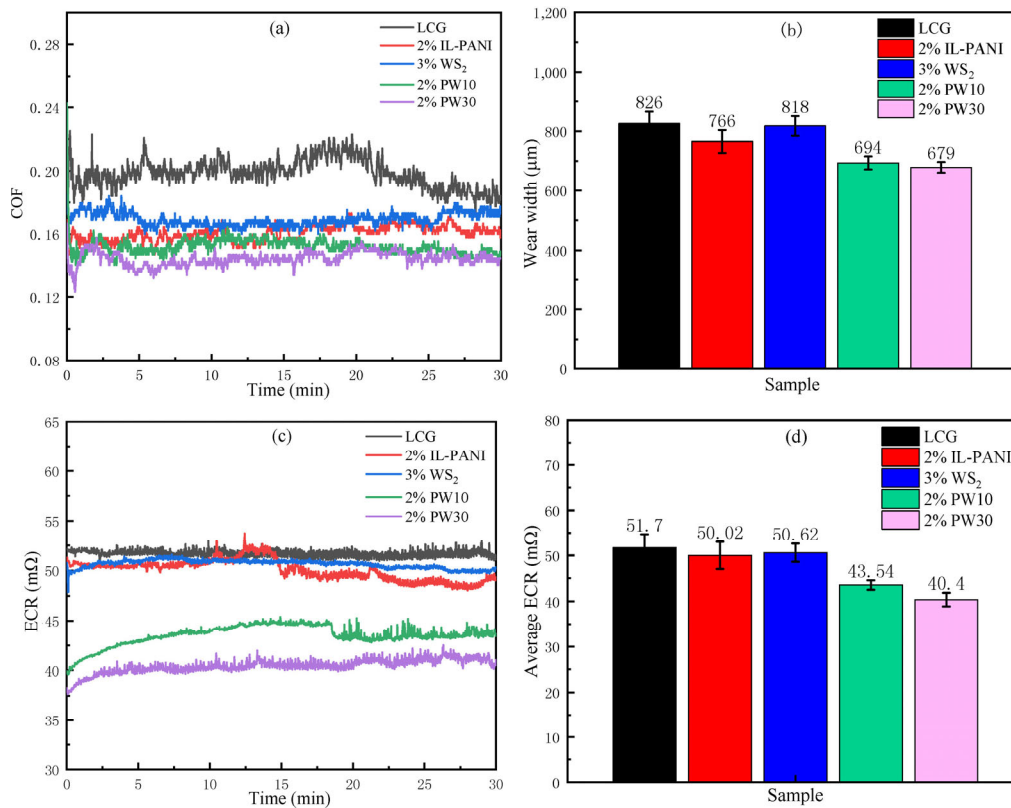 (a)
LCG
2% IL-PANI
3% WS₂
2% PW10
2% PW30
0.28
0.24
0.20
0.16
0.12
0.08
COF
0 5 10 15 20 25 30
Time (min)
(b)
LCG
2% IL-PANI
3% WS₂
2% PW10
2% PW30
1,200
1,000
800
600
400
200
0
Wear width (μm)
826 766 818 694 679
Sample
(c)
LCG
2% IL-PANI
3% WS₂
2% PW10
2% PW30
65
60
55
50
45
40
35
30
ECR (mΩ)
0 5 10 15 20 25 30
Time (min)
(d)
LCG
2% IL-PANI
3% WS₂
2% PW10
2% PW30
80
70
60
50
40
30
20
10
0
Average ECR (mΩ)
51.7 50.02 50.62 43.54 40.4
Sample